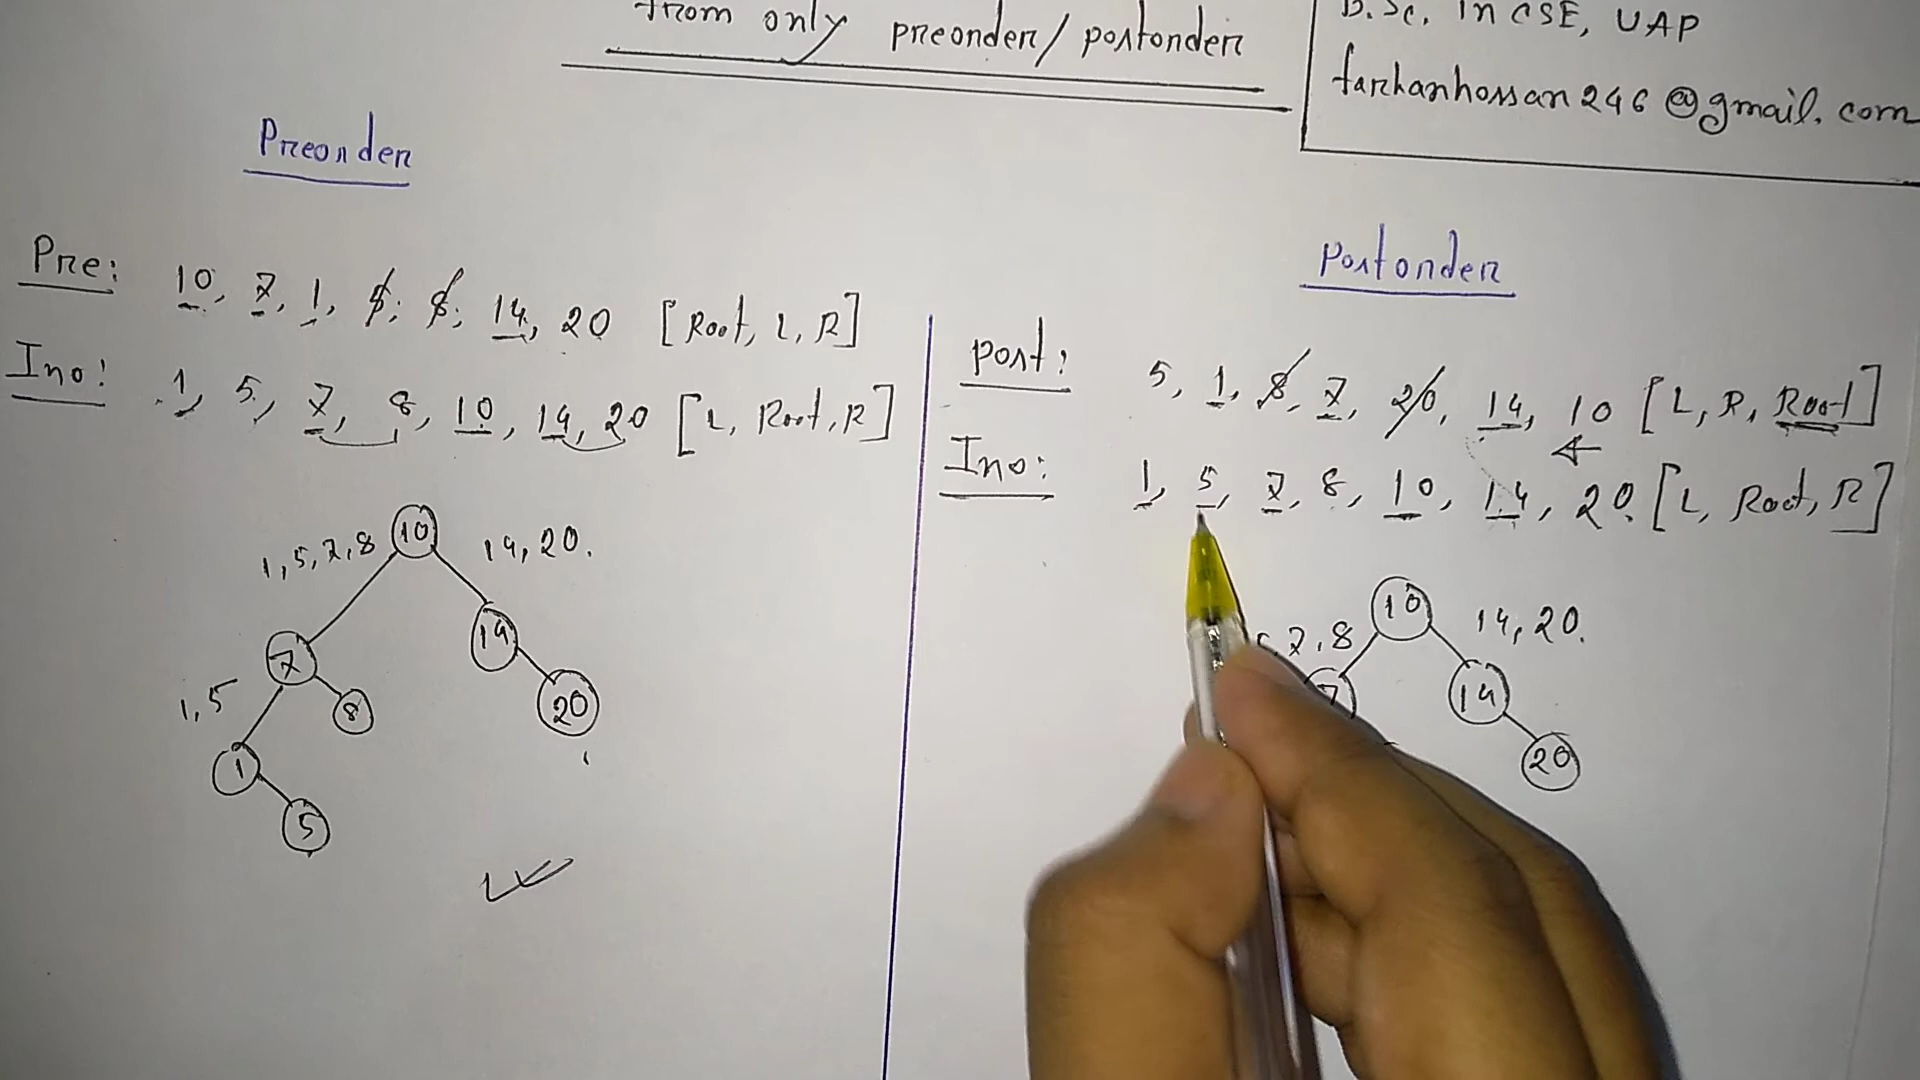 from only preorder/postorder
B.Sc. in CSE, UAP
farhanhossan246@gmail.com
Preorder
Pre: 10, 7, 1, 5, 8, 14, 20 [Root, L, R]
Ino: 1, 5, 7, 8, 10, 14, 20 [L, Root, R]
10
1,5,7,8
14,20.
7
14
1,5
8
20
1
5
Postorder
Post: 5, 1, 8, 7, 20, 14, 10 [L, R, Root]
Ino: 1, 5, 7, 8, 10, 14, 20. [L, Root, R]
10
7,8
14,20.
7
14
20